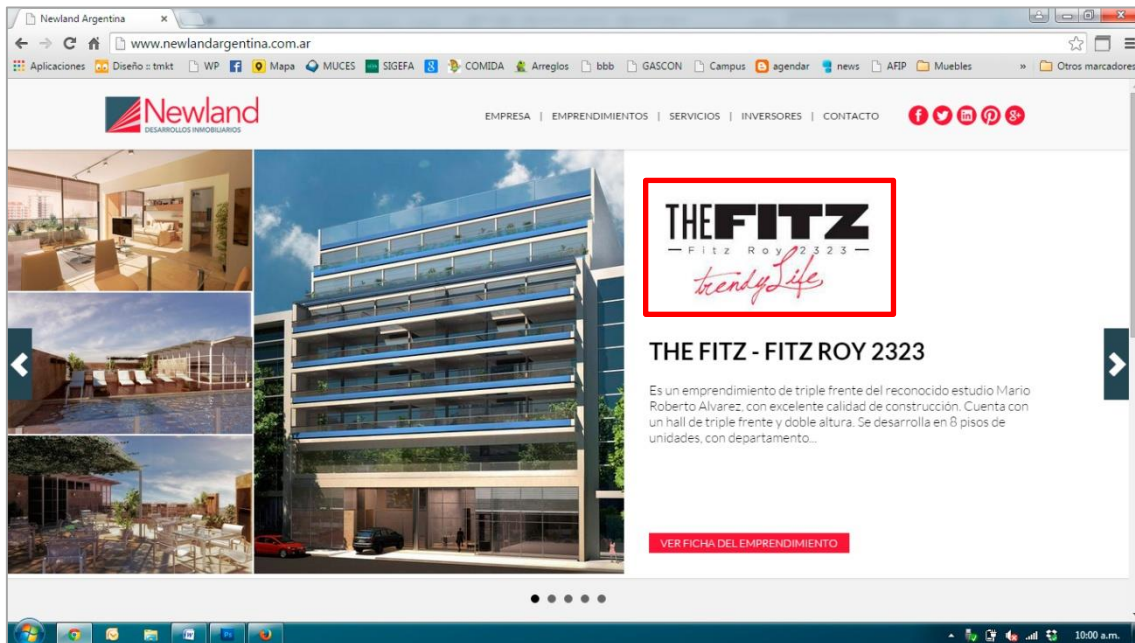 Newland Argentina
www.newlandargentina.com.ar
Aplicaciones Diseño :: tmkt WP Mapa MUCES SIGEFA COMIDA Arreglos bbb GASCON Campus agendar news AFIP Muebles » Otros marcadores
Newland
DESARROLLOS INMOBILIARIOS
EMPRESA | EMPRENDIMIENTOS | SERVICIOS | INVERSORES | CONTACTO
THE FITZ
Fitz Roy 2323
trendy Life
THE FITZ - FITZ ROY 2323
Es un emprendimiento de triple frente del reconocido estudio Mario
Roberto Alvarez, con excelente calidad de construcción. Cuenta con
un hall de triple frente y doble altura. Se desarrolla en 8 pisos de
unidades, con departamento...
VER FICHA DEL EMPRENDIMIENTO
10:00 a.m.